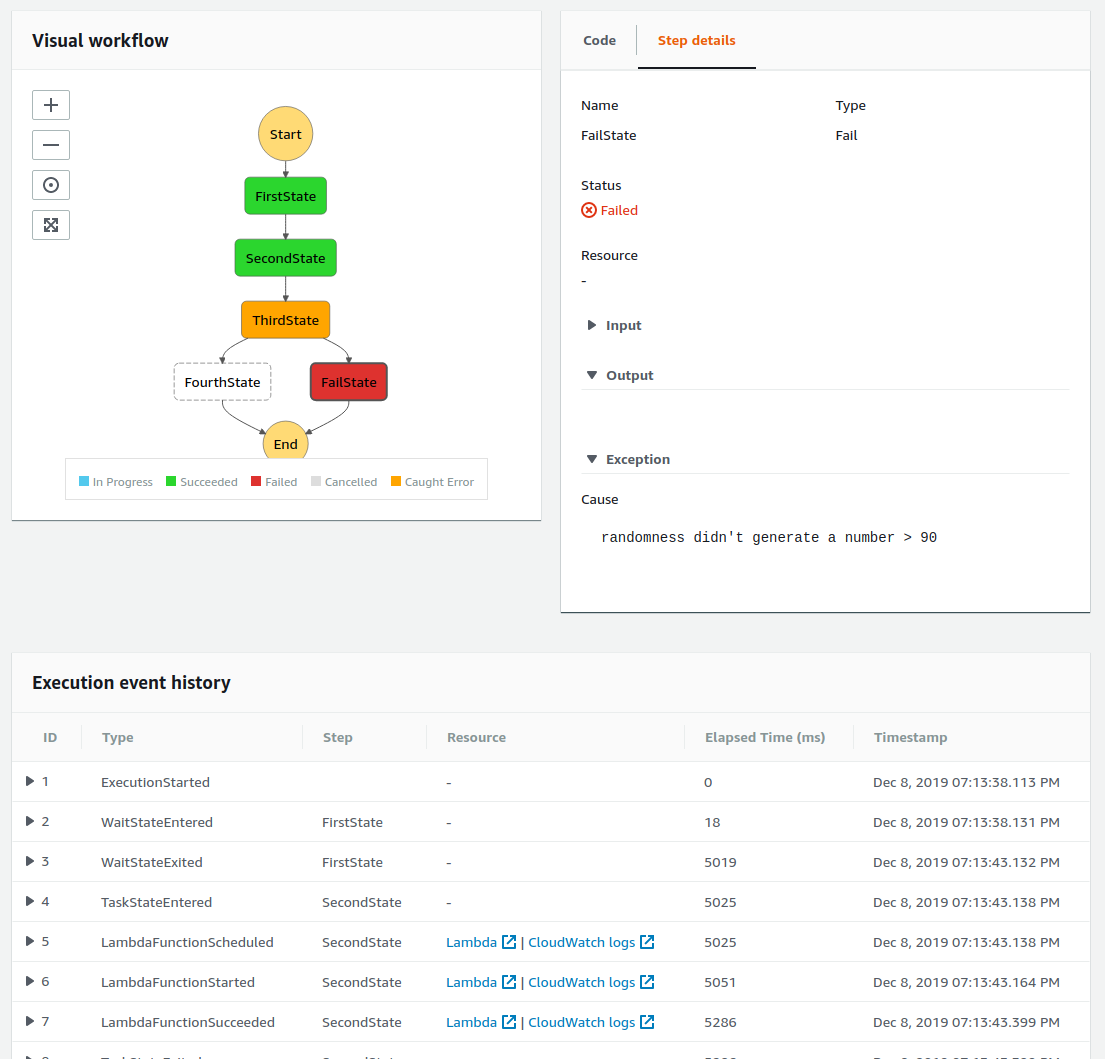 Visual workflow
Start
FirstState
SecondState
ThirdState
FourthState
FailState
End
In Progress
Succeeded
Failed
Cancelled
Caught Error
Code
Step details
Name Type
FailState Fail
Status
Failed
Resource
-
Input
Output
Exception
Cause
randomness didn't generate a number > 90
Execution event history
ID Type Step Resource Elapsed Time (ms) Timestamp
1 ExecutionStarted - 0 Dec 8, 2019 07:13:38.113 PM
2 WaitStateEntered FirstState - 18 Dec 8, 2019 07:13:38.131 PM
3 WaitStateExited FirstState - 5019 Dec 8, 2019 07:13:43.132 PM
4 TaskStateEntered SecondState - 5025 Dec 8, 2019 07:13:43.138 PM
5 LambdaFunctionScheduled SecondState Lambda | CloudWatch logs 5025 Dec 8, 2019 07:13:43.138 PM
6 LambdaFunctionStarted SecondState Lambda | CloudWatch logs 5051 Dec 8, 2019 07:13:43.164 PM
7 LambdaFunctionSucceeded SecondState Lambda | CloudWatch logs 5286 Dec 8, 2019 07:13:43.399 PM